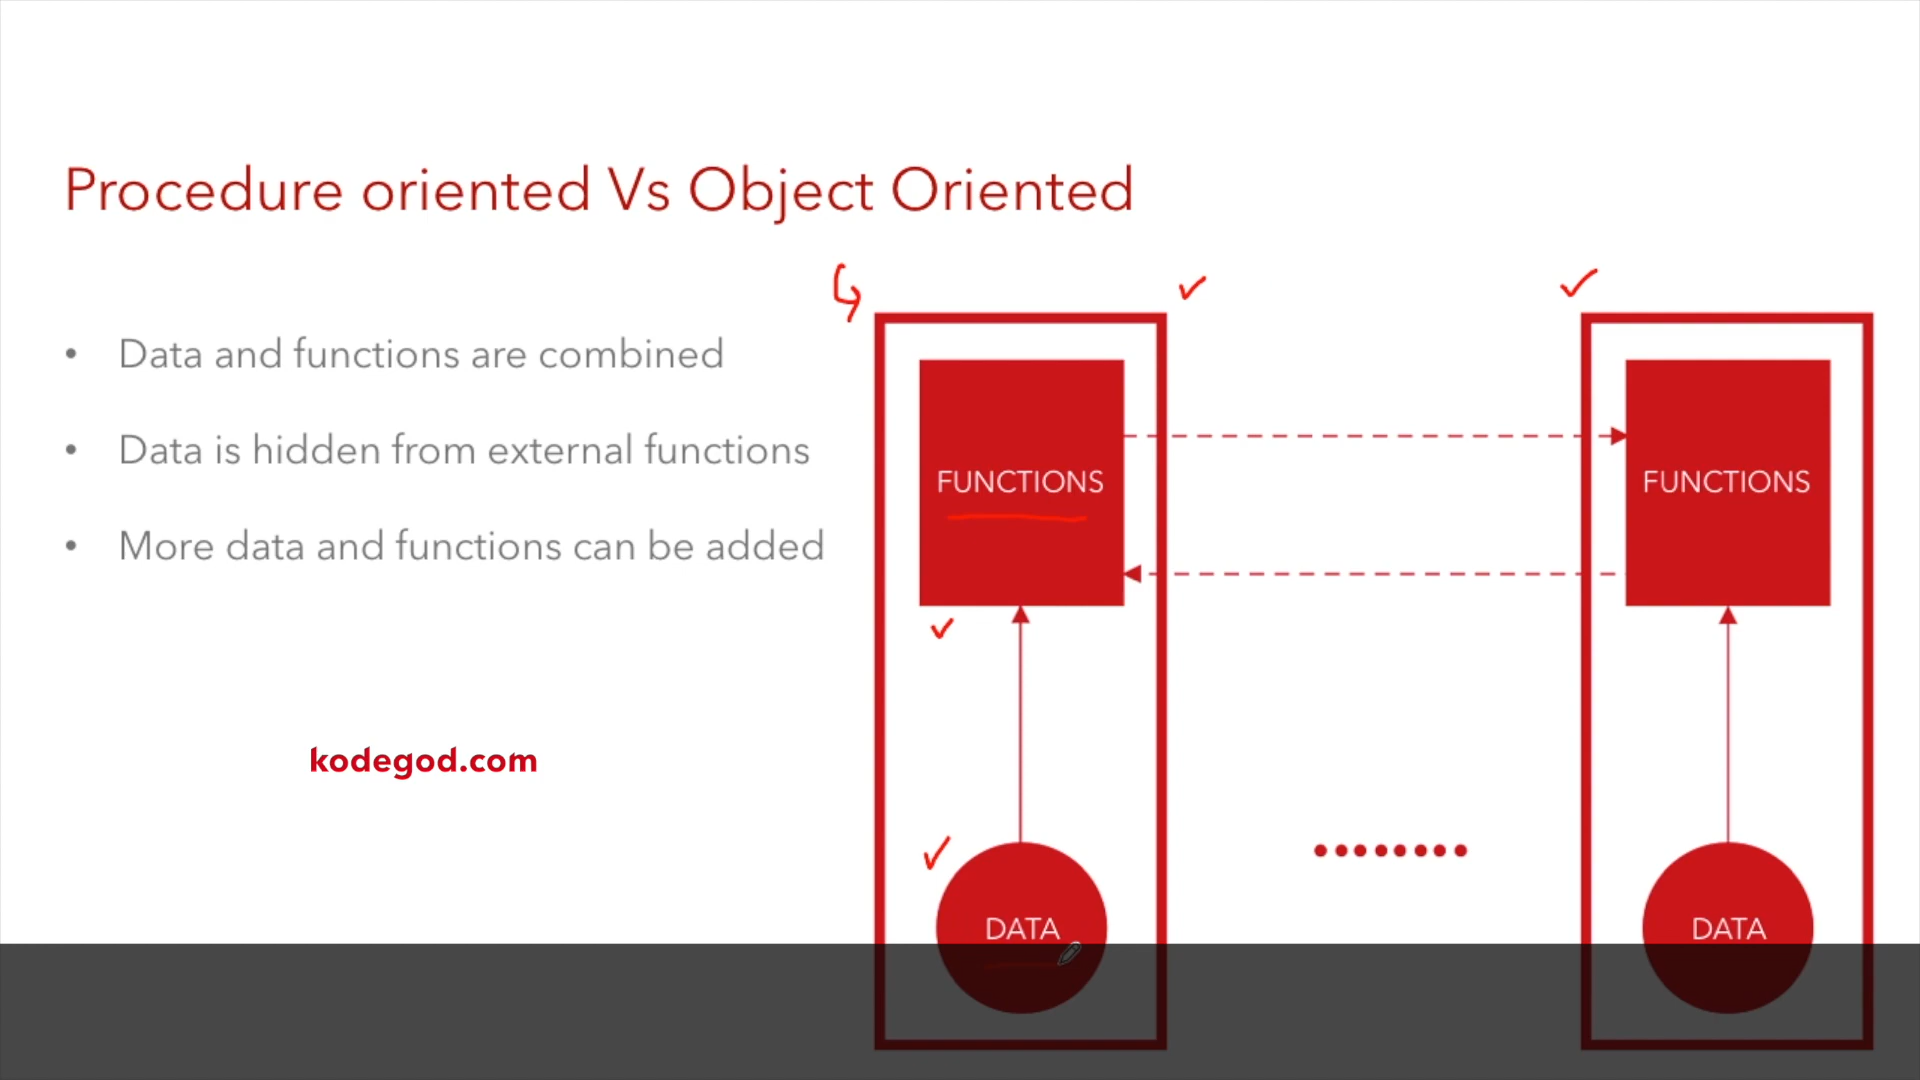 Procedure oriented Vs Object Oriented
• Data and functions are combined
• Data is hidden from external functions
• More data and functions can be added
FUNCTIONS
FUNCTIONS
kodegod.com
DATA
DATA